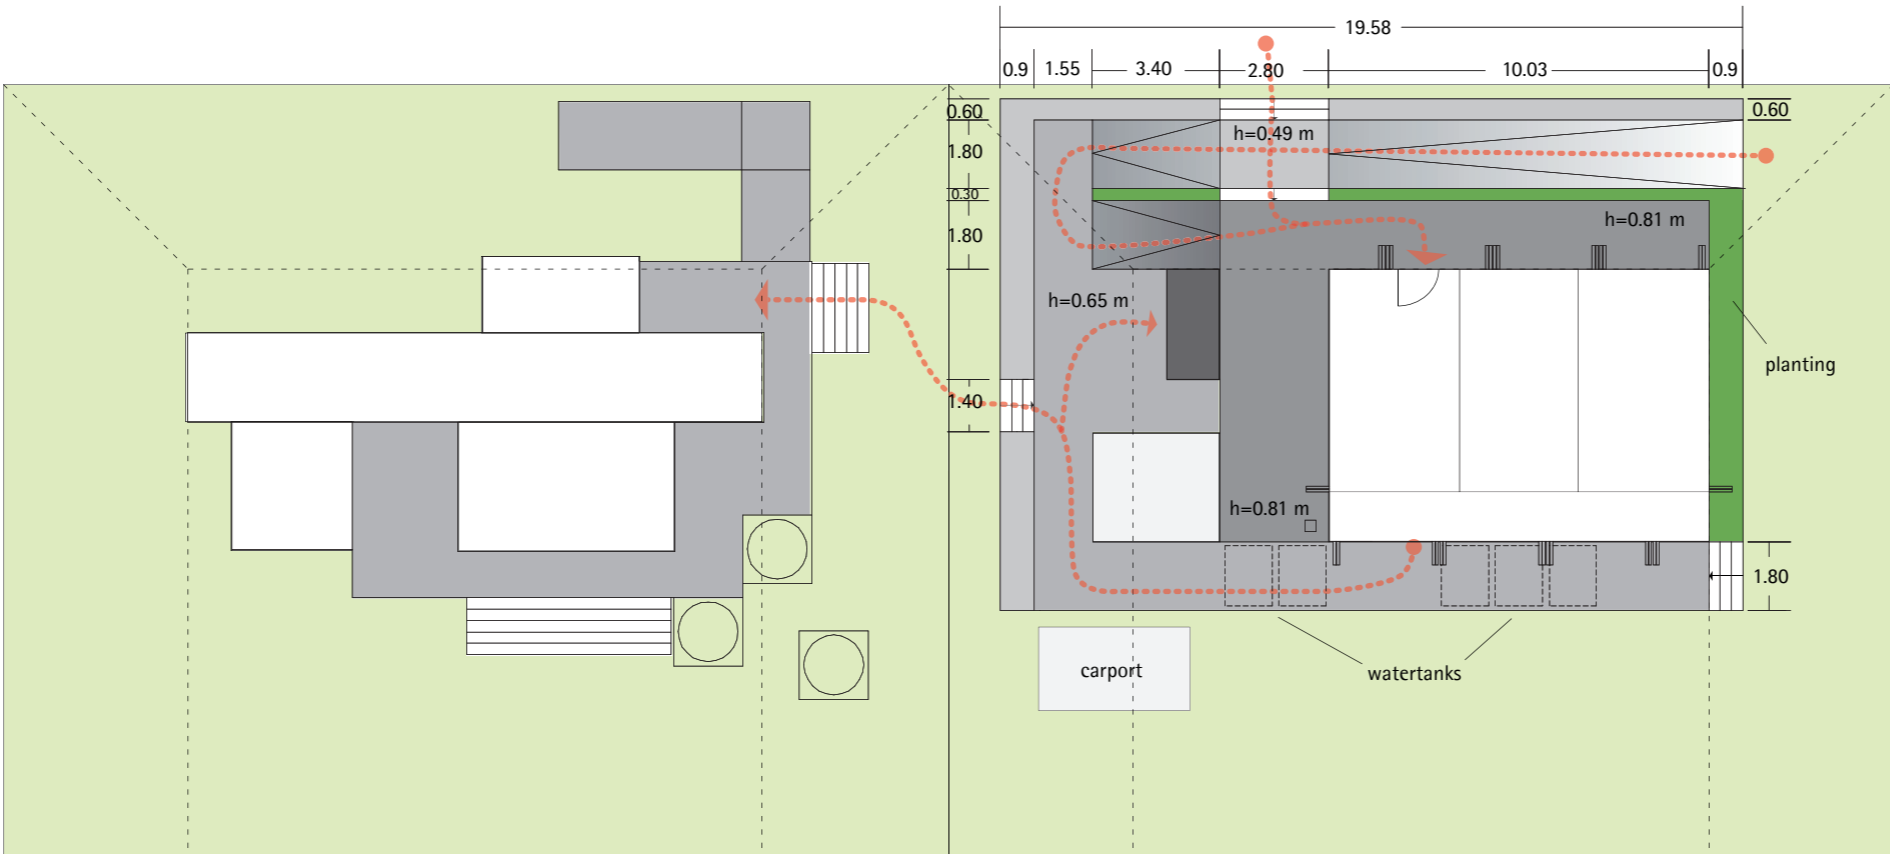 19.58
0.9 1.55 3.40 2.80 10.03 0.9
0.60
0.60
1.80
h=0.49 m
0.30
1.80
h=0.81 m
h=0.65 m
planting
1.40
h=0.81 m
1.80
carport
watertanks